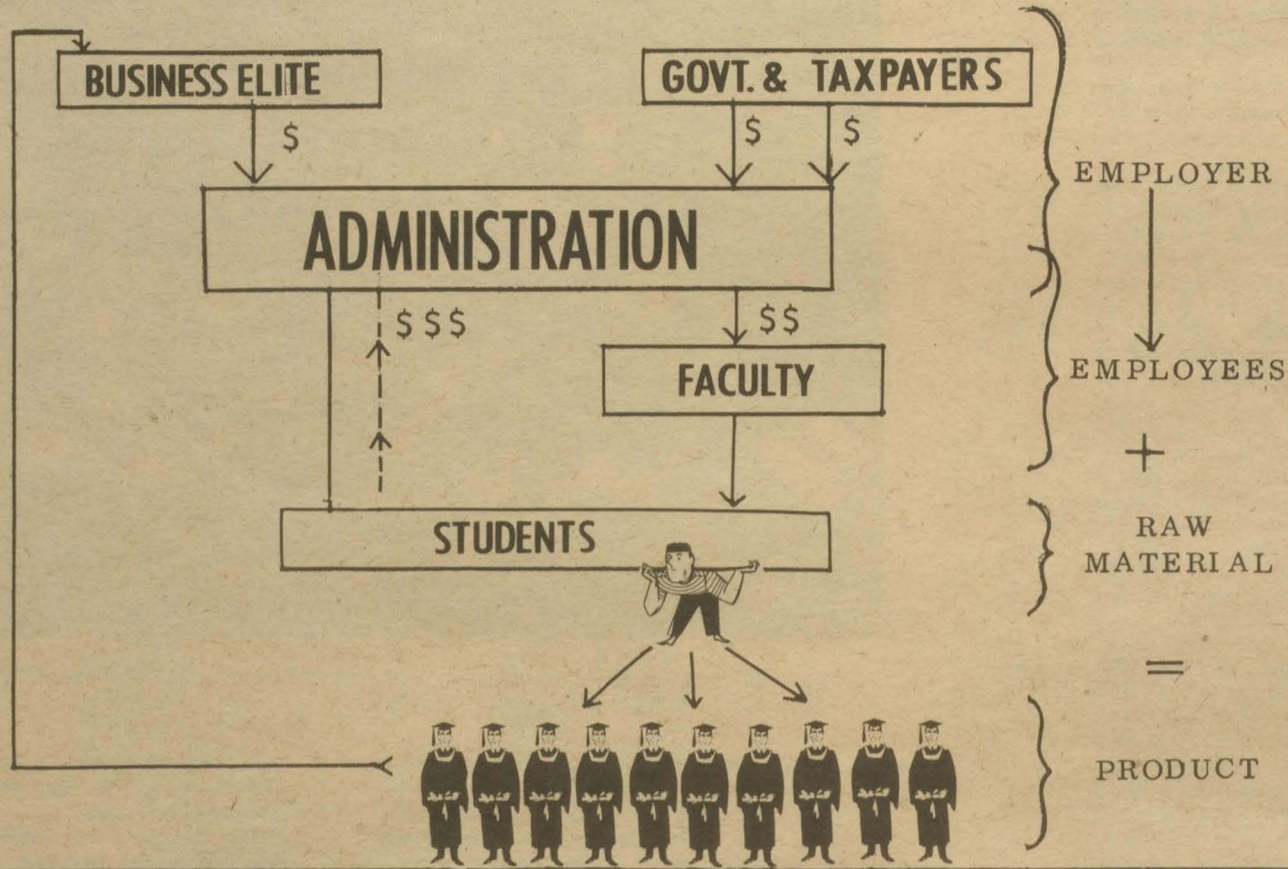 BUSINESS ELITE
GOVT. & TAXPAYERS
$
$
$
EMPLOYER
ADMINISTRATION
$$$
$$
FACULTY
EMPLOYEES
+
STUDENTS
RAW
MATERIAL
=
PRODUCT